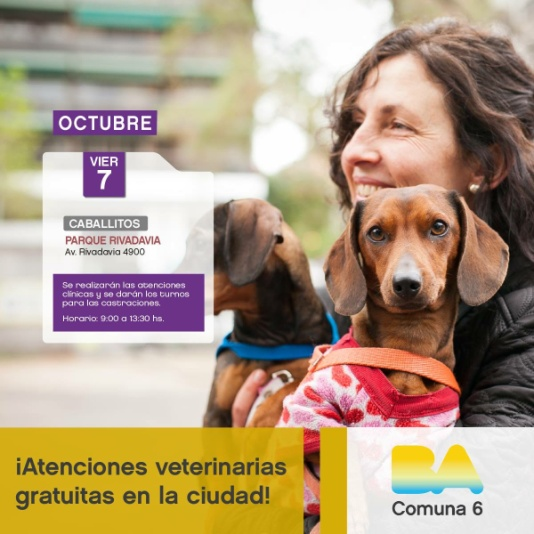 OCTUBRE
VIER
7
CABALLITOS
PARQUE RIVADAVIA
Av. Rivadavia 4900
Se realizarán las atenciones
clínicas y se darán los turnos
para las castraciones.
Horario: 9:00 a 13:30 hs.
¡Atenciones veterinarias
gratuitas en la ciudad!
BA
Comuna 6